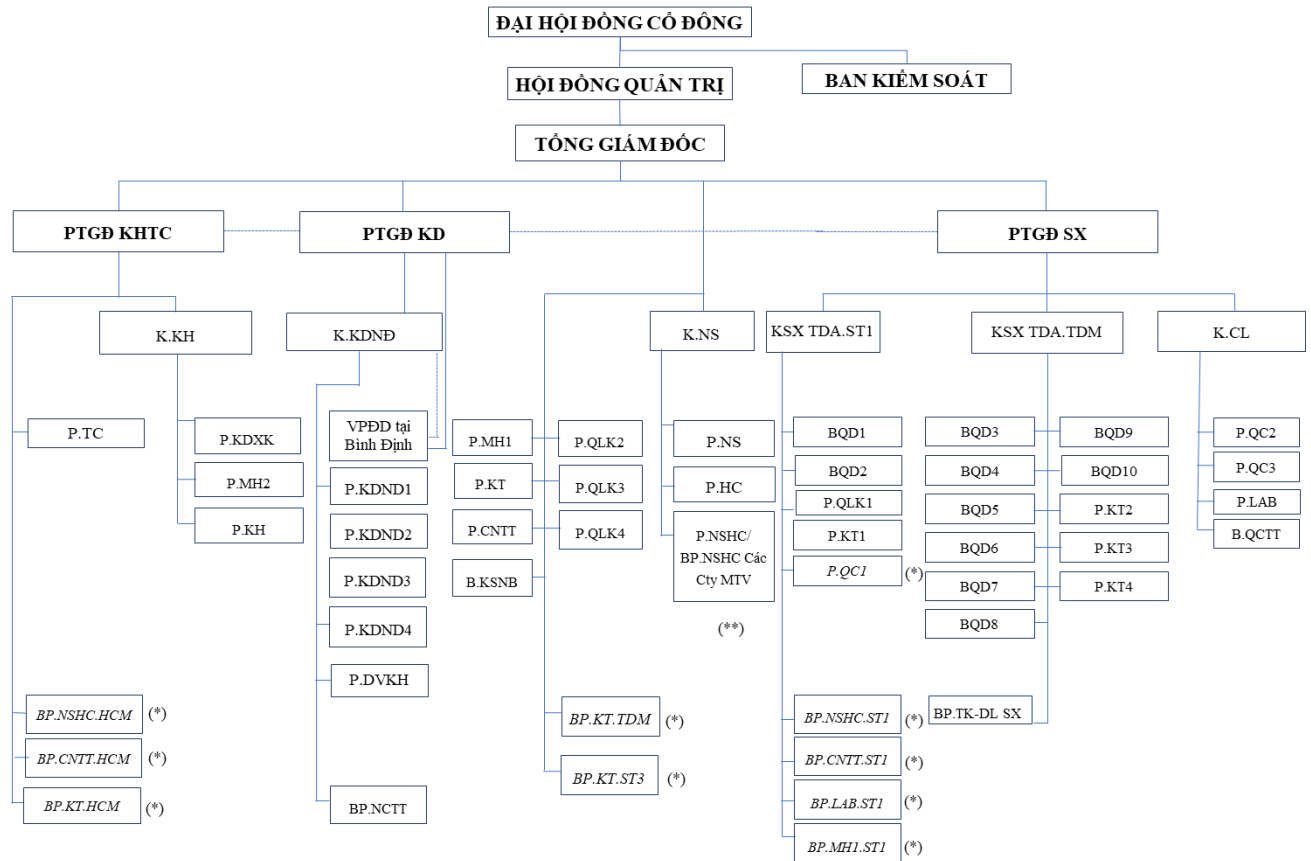 ĐẠI HỘI ĐỒNG CỔ ĐÔNG
HỘI ĐỒNG QUẢN TRỊ
BAN KIỂM SOÁT
TỔNG GIÁM ĐỐC
PTGĐ KHTC
PTGĐ KD
PTGĐ SX
K.KH
K.KDNĐ
K.NS
KSX TDA.ST1
KSX TDA.TDM
K.CL
P.TC
P.KDXK
P.MH2
P.KH
BP.NSHC.HCM (*)
BP.CNTT.HCM (*)
BP.KT.HCM (*)
VPĐD tại
Bình Định
P.KDND1
P.KDND2
P.KDND3
P.KDND4
P.DVKH
BP.NCTT
P.MH1
P.QLK2
P.KT
P.QLK3
P.CNTT
P.QLK4
B.KSNB
BP.KT.TDM (*)
BP.KT.ST3 (*)
P.NS
P.HC
P.NSHC/
BP.NSHC Các
Cty MTV
(**)
BQD1
BQD2
P.QLK1
P.KT1
P.QC1 (*)
BP.NSHC.ST1 (*)
BP.CNTT.ST1 (*)
BP.LAB.ST1 (*)
BP.MH1.ST1 (*)
BQD3
BQD9
BQD4
BQD10
BQD5
P.KT2
BQD6
P.KT3
BQD7
P.KT4
BQD8
BP.TK-DL SX
P.QC2
P.QC3
P.LAB
B.QCTT